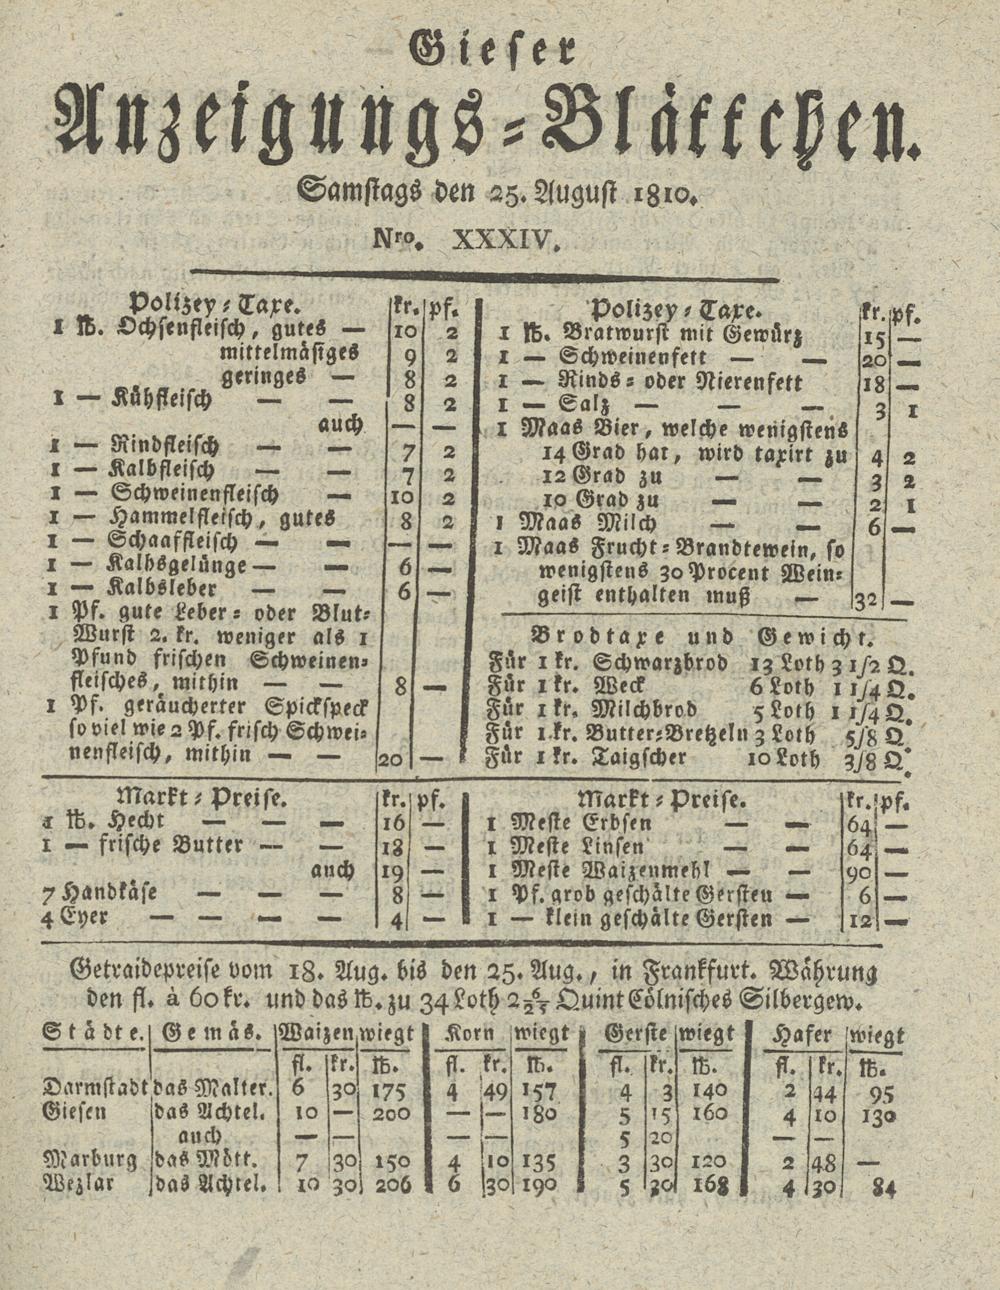 Gieser
Anzeigungs-Blättchen.
Samstags den 25. August 1810.
Nro. XXXIV.
Polizey-Taxe. kr. pf.
1 ℔. Ochsenfleisch, gutes — 10 2
mittelmäsiges 9 2
geringes — 8 2
1 — Kühfleisch — — 8 2
auch — —
1 — Rindfleisch — — 7 2
1 — Kalbfleisch — — 7 2
1 — Schweinenfleisch — 10 2
1 — Hammelfleisch, gutes 8 2
1 — Schaaffleisch — — — —
1 — Kalbsgelünge — — 6 —
1 — Kalbsleber — — 6 —
1 Pf. gute Leber- oder Blut-
Wurst 2. kr. weniger als 1
Pfund frischen Schweinen-
fleisches, mithin — — 8 —
1 Pf. geräucherter Spickspeck
so viel wie 2 Pf. frisch Schwei-
nenfleisch, mithin — — 20 —
Polizey-Taxe. kr. pf.
1 ℔. Bratwurst mit Gewürz 15 —
1 — Schweinenfett — — 20 —
1 — Rinds- oder Nierenfett 18 —
1 — Salz — — — 3 1
1 Maas Bier, welche wenigstens
14 Grad hat, wird taxirt zu 4 2
12 Grad zu — — 3 2
10 Grad zu — — 2 1
1 Maas Milch — — 6 —
1 Maas Frucht-Brandtewein, so
wenigstens 30 Procent Wein-
geist enthalten muß — 32 —
Brodtaxe und Gewicht.
Für 1 kr. Schwarzbrod 13 Loth 3 1/2 Q.
Für 1 kr. Weck 6 Loth 1 1/4 Q.
Für 1 kr. Milchbrod 5 Loth 1 1/4 Q.
Für 1 kr. Butter-Bretzeln 3 Loth 5/8 Q.
Für 1 kr. Taigscher 10 Loth 3/8 Q.
Markt-Preise. kr. pf.
1 ℔. Hecht — — — 16 —
1 — frische Butter — — 18 —
auch 19 —
7 Handkäse — — — 8 —
4 Eyer — — — — 4 —
Markt-Preise. kr. pf.
1 Meste Erbsen — — 64 —
1 Meste Linsen — — 64 —
1 Meste Waizenmehl — — 90 —
1 Pf. grob geschälte Gersten — 6 —
1 — klein geschälte Gersten — 12 —
Getraidepreise vom 18. Aug. bis den 25. Aug., in Frankfurt. Währung
den fl. à 60 kr. und das ℔. zu 34 Loth 2 6/25 Quint Cölnisches Silbergew.
Städte. Gemäs. Waizen wiegt Korn wiegt Gerste wiegt Hafer wiegt
fl. kr. ℔. fl. kr. ℔. fl. kr. ℔. fl. kr. ℔.
Darmstadt das Malter. 6 30 175 4 49 157 4 3 140 2 44 95
Giesen das Achtel. 10 — 200 — — 180 5 15 160 4 10 130
auch — — — — 5 20 — —
Marburg das Mött. 7 30 150 4 10 135 3 30 120 2 48 —
Wezlar das Achtel. 10 30 206 6 30 190 5 20 168 4 30 84